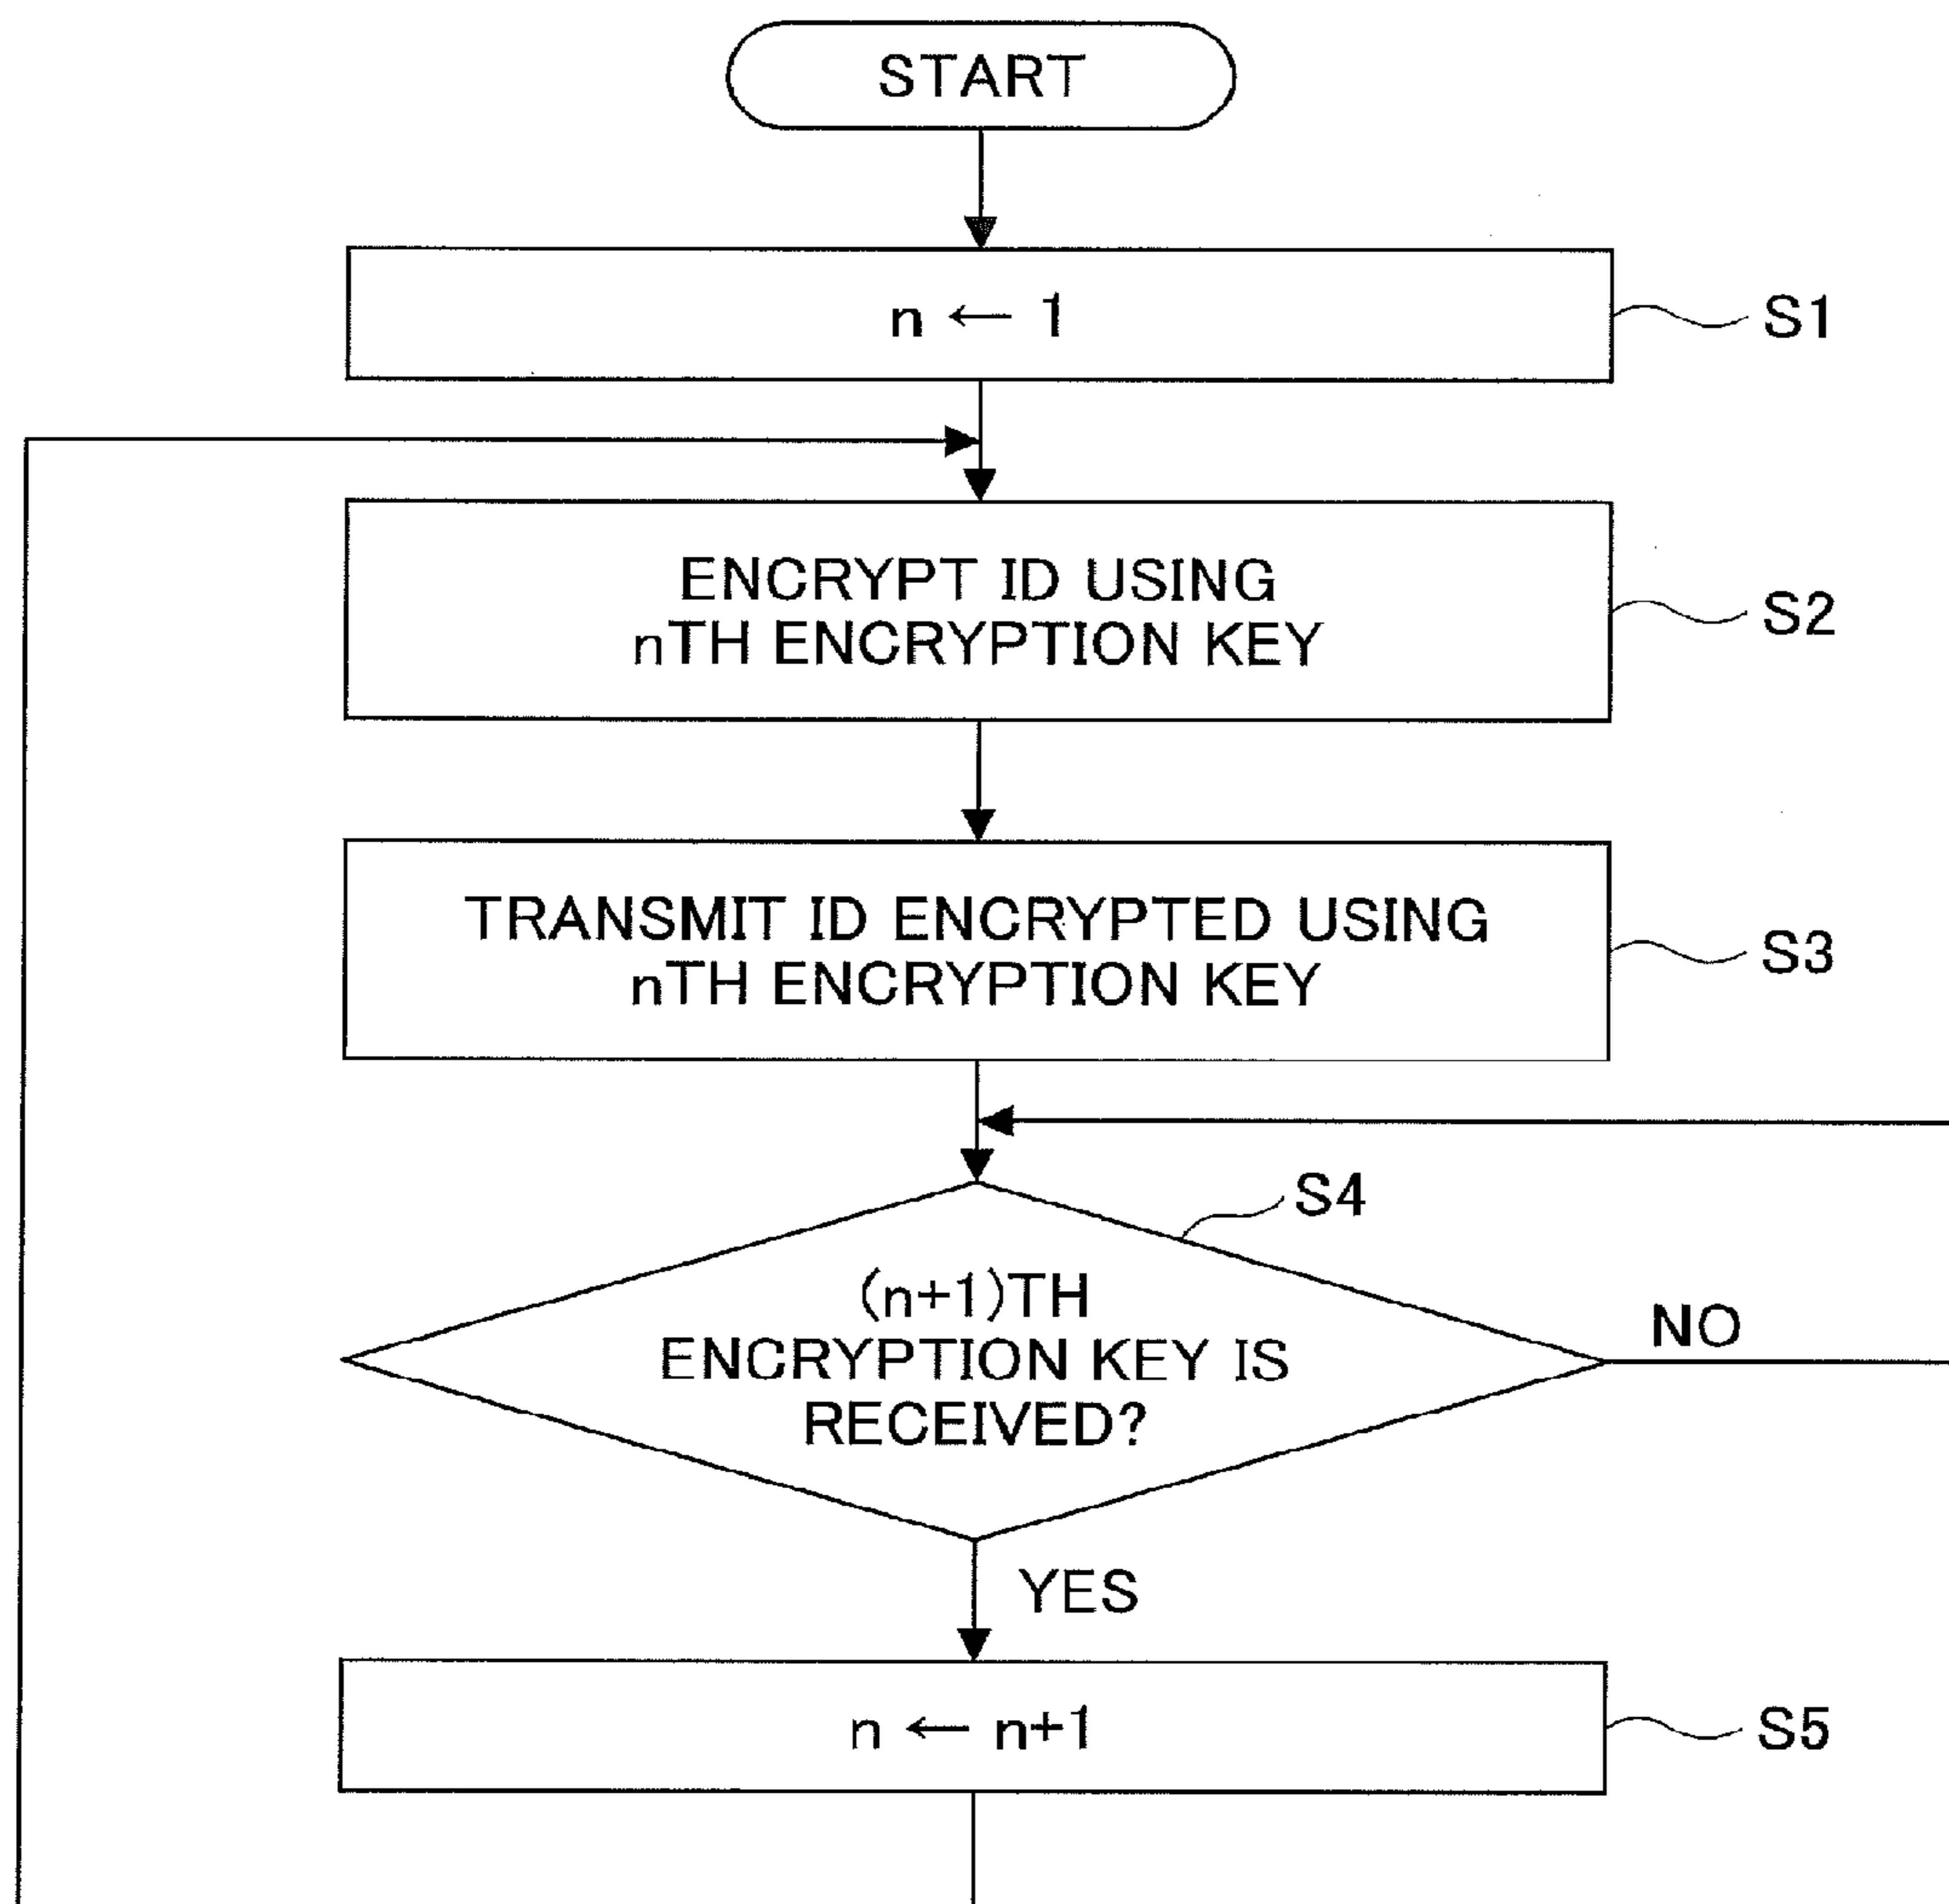 START
n ← 1
S1
ENCRYPT ID USING
nTH ENCRYPTION KEY
S2
TRANSMIT ID ENCRYPTED USING
nTH ENCRYPTION KEY
S3
S4
(n+1)TH
ENCRYPTION KEY IS
RECEIVED?
NO
YES
n ← n+1
S5